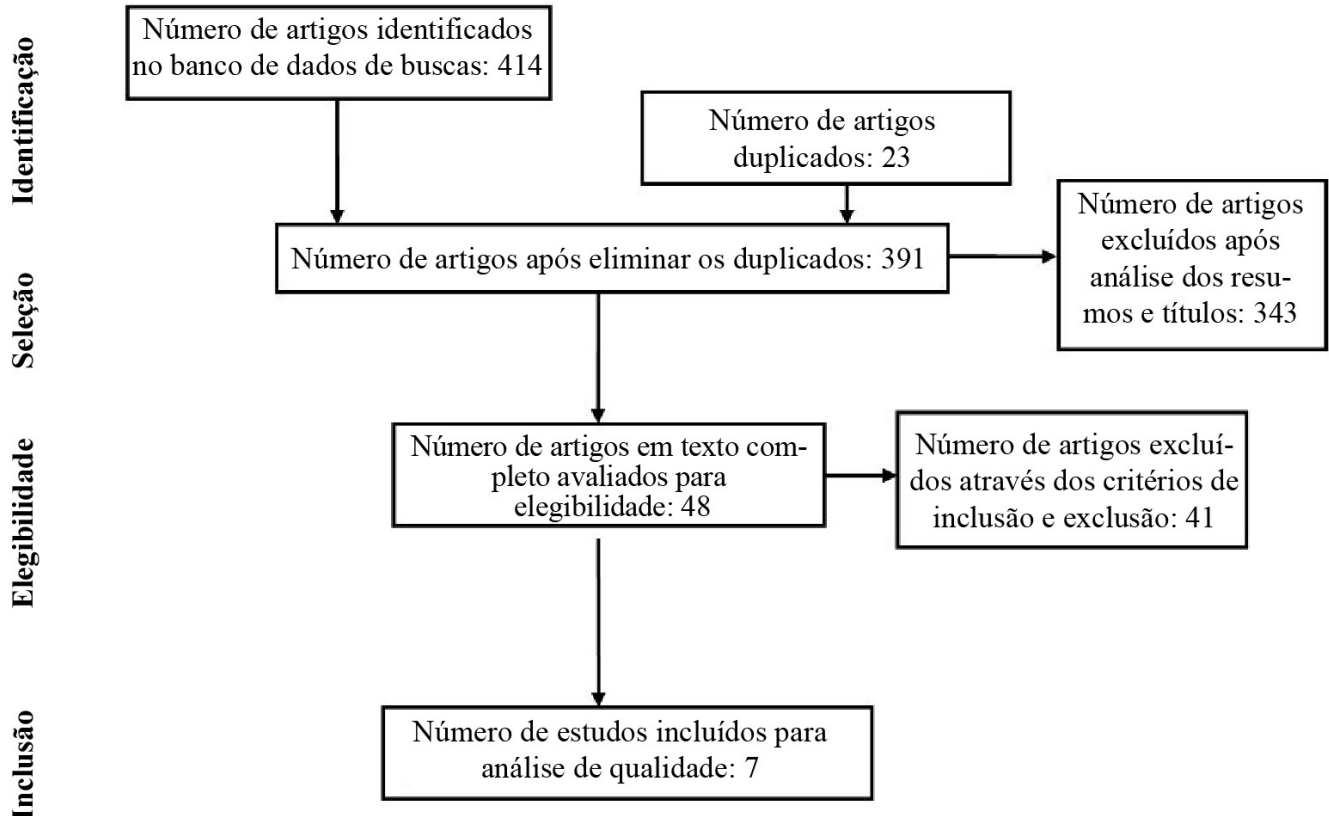 Identificação
Número de artigos identificados
no banco de dados de buscas: 414
Número de artigos
duplicados: 23
Número de artigos após eliminar os duplicados: 391
Número de artigos
excluídos após
análise dos resu-
mos e títulos: 343
Seleção
Elegibilidade
Número de artigos em texto com-
pleto avaliados para
elegibilidade: 48
Número de artigos excluí-
dos através dos critérios de
inclusão e exclusão: 41
Inclusão
Número de estudos incluídos para
análise de qualidade: 7